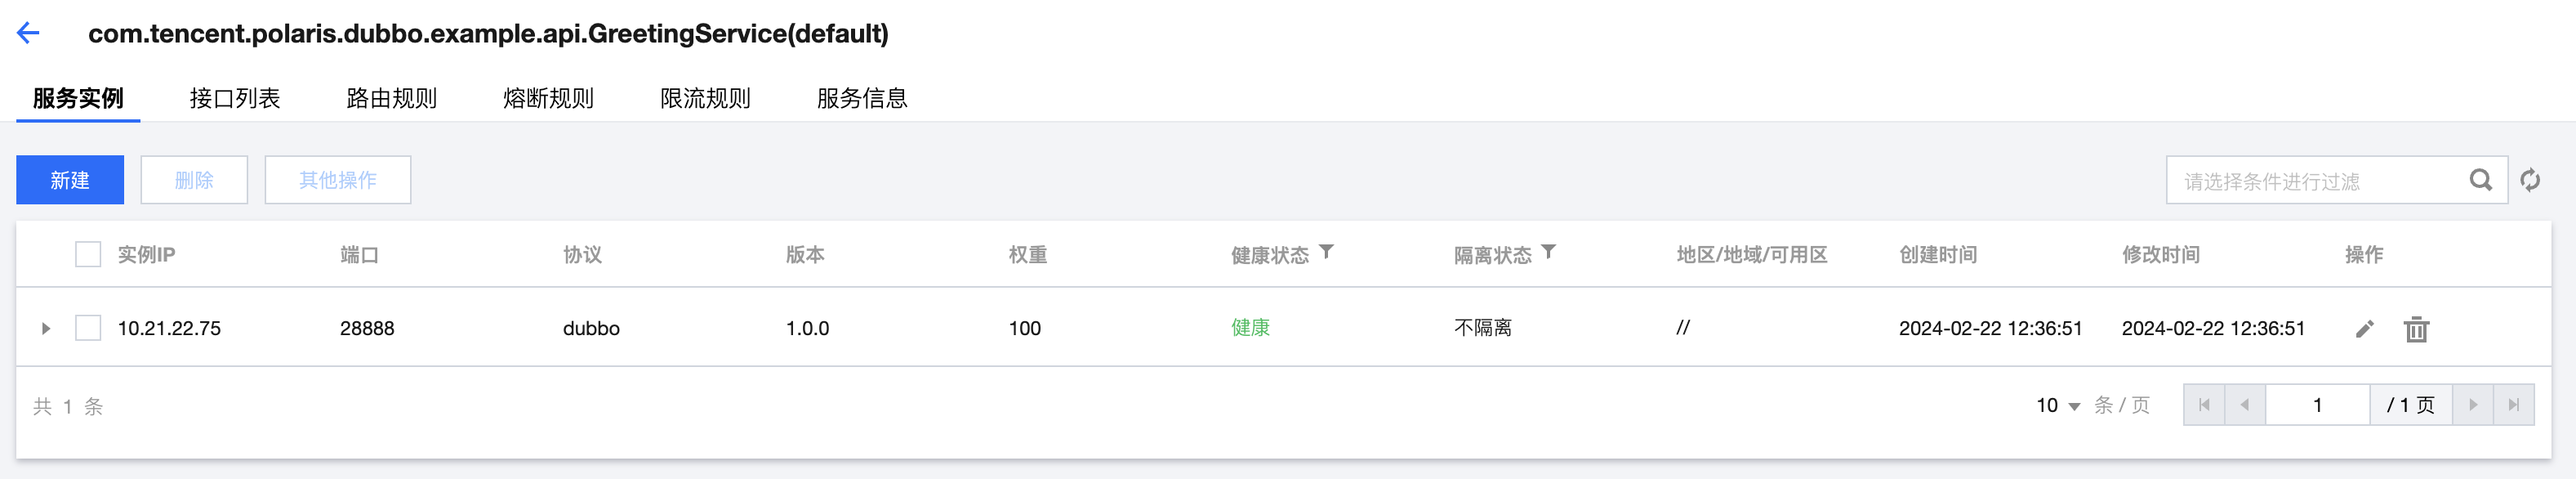 com.tencent.polaris.dubbo.example.api.GreetingService(default)
服务实例 接口列表 路由规则 熔断规则 限流规则 服务信息
新建 删除 其他操作 请选择条件进行过滤
实例IP 端口 协议 版本 权重 健康状态 隔离状态 地区/地域/可用区 创建时间 修改时间 操作
10.21.22.75 28888 dubbo 1.0.0 100 健康 不隔离 // 2024-02-22 12:36:51 2024-02-22 12:36:51
共 1 条 10 条 / 页 1 / 1 页